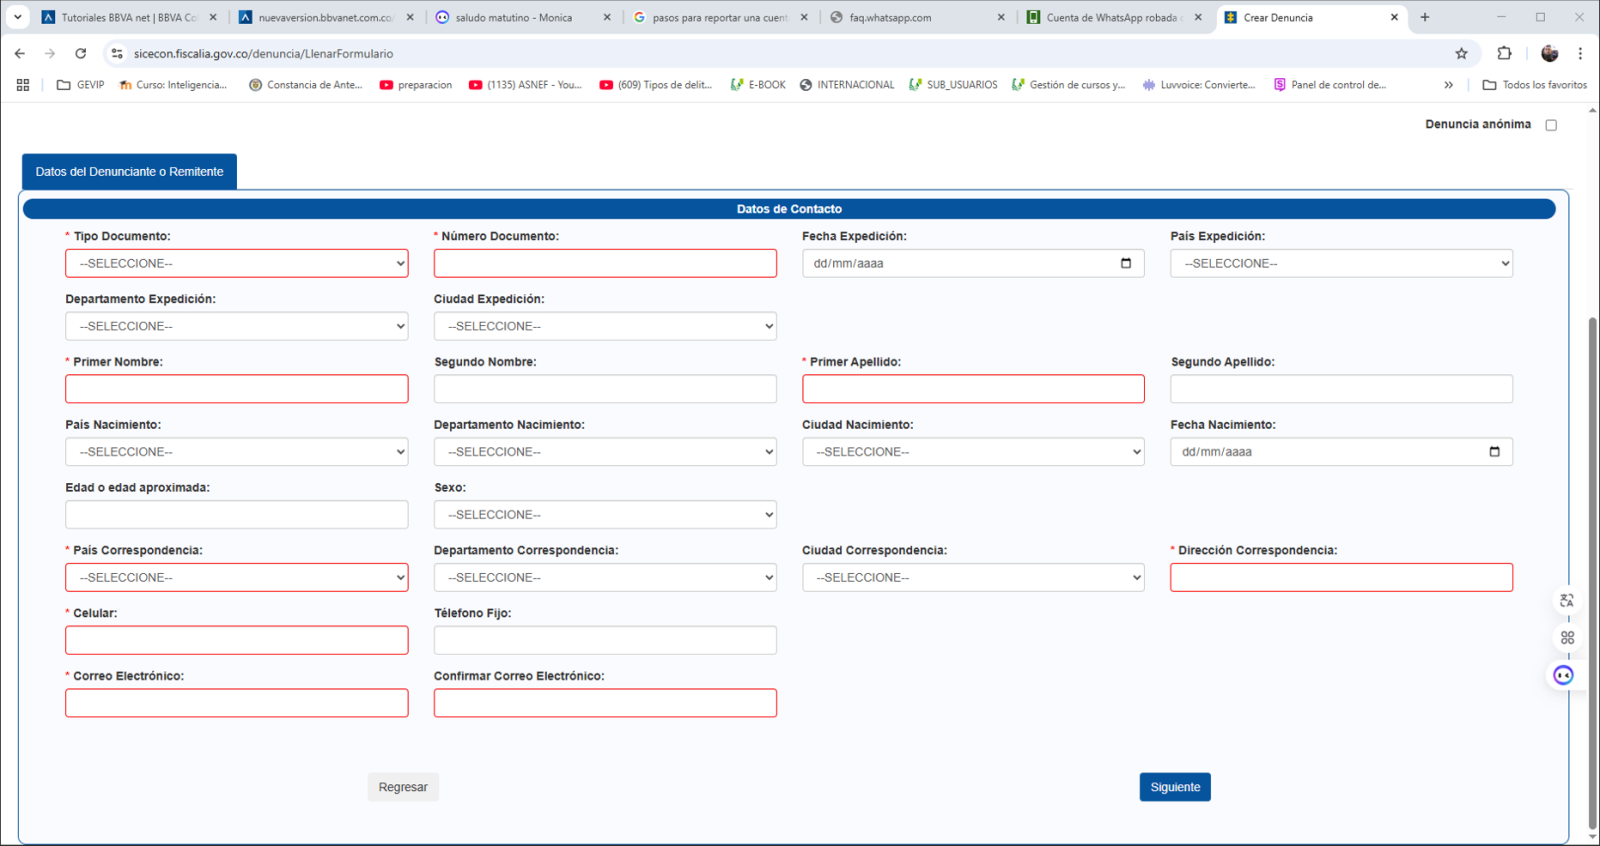 Tutoriales BBVA net | BBVA Co
nuevaversion.bbvanet.com.co/
saludo matutino - Monica
pasos para reportar una cuent
faq.whatsapp.com
Cuenta de WhatsApp robada
Crear Denuncia
sicecon.fiscalia.gov.co/denuncia/LlenarFormulario
GEVIP
Curso: Inteligencia...
Constancia de Ante...
preparacion
(1135) ASNEF - You...
(609) Tipos de delit...
E-BOOK
INTERNACIONAL
SUB_USUARIOS
Gestión de cursos y...
Luvvoice: Convierte...
Panel de control de...
»
Todos los favoritos
Denuncia anónima
Datos del Denunciante o Remitente
Datos de Contacto
* Tipo Documento:
* Número Documento:
Fecha Expedición:
País Expedición:
--SELECCIONE--
dd/mm/aaaa
--SELECCIONE--
Departamento Expedición:
Ciudad Expedición:
--SELECCIONE--
--SELECCIONE--
* Primer Nombre:
Segundo Nombre:
* Primer Apellido:
Segundo Apellido:
País Nacimiento:
Departamento Nacimiento:
Ciudad Nacimiento:
Fecha Nacimiento:
--SELECCIONE--
--SELECCIONE--
--SELECCIONE--
dd/mm/aaaa
Edad o edad aproximada:
Sexo:
--SELECCIONE--
* País Correspondencia:
Departamento Correspondencia:
Ciudad Correspondencia:
* Dirección Correspondencia:
--SELECCIONE--
--SELECCIONE--
--SELECCIONE--
* Celular:
Télefono Fijo:
* Correo Electrónico:
Confirmar Correo Electrónico:
Regresar
Siguiente